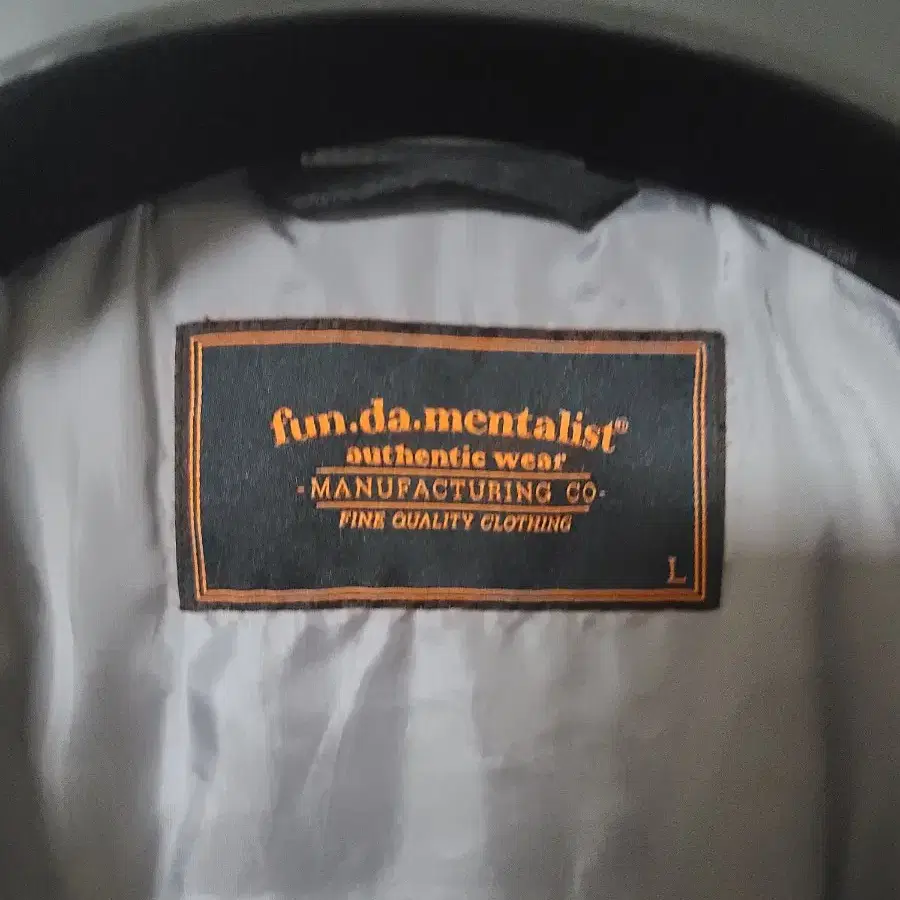 fun.da.mentalist®
authentic wear
-MANUFACTURING CO-
FINE QUALITY CLOTHING
L